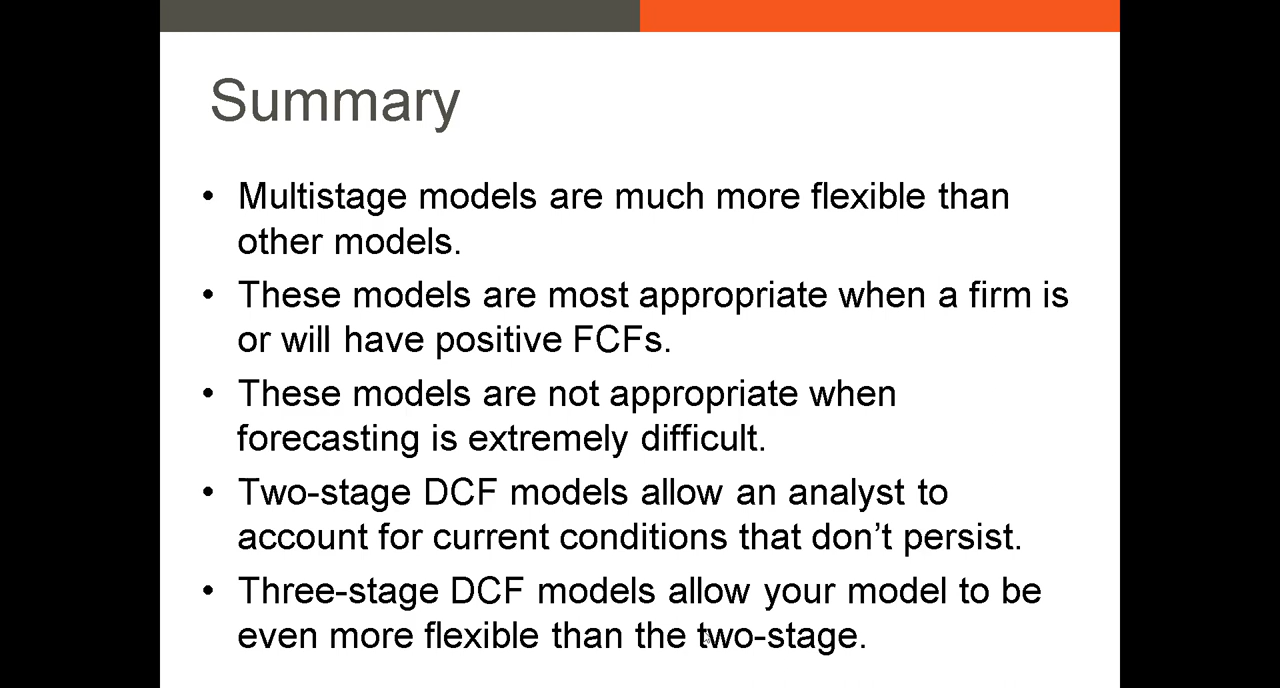 Summary
• Multistage models are much more flexible than
other models.
• These models are most appropriate when a firm is
or will have positive FCFs.
• These models are not appropriate when
forecasting is extremely difficult.
• Two-stage DCF models allow an analyst to
account for current conditions that don’t persist.
• Three-stage DCF models allow your model to be
even more flexible than the two-stage.